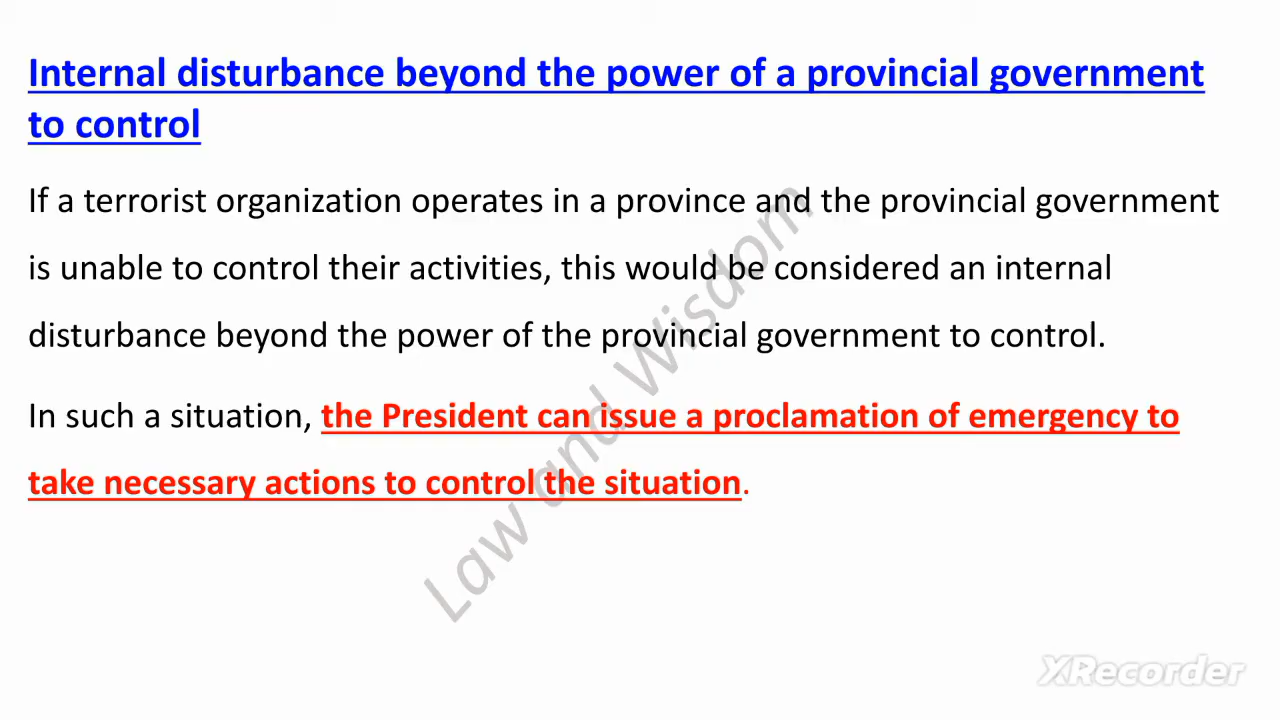 Internal disturbance beyond the power of a provincial government
to control
If a terrorist organization operates in a province and the provincial government
is unable to control their activities, this would be considered an internal
disturbance beyond the power of the provincial government to control.
In such a situation, the President can issue a proclamation of emergency to
take necessary actions to control the situation.
Law and Wisdom
XRecorder